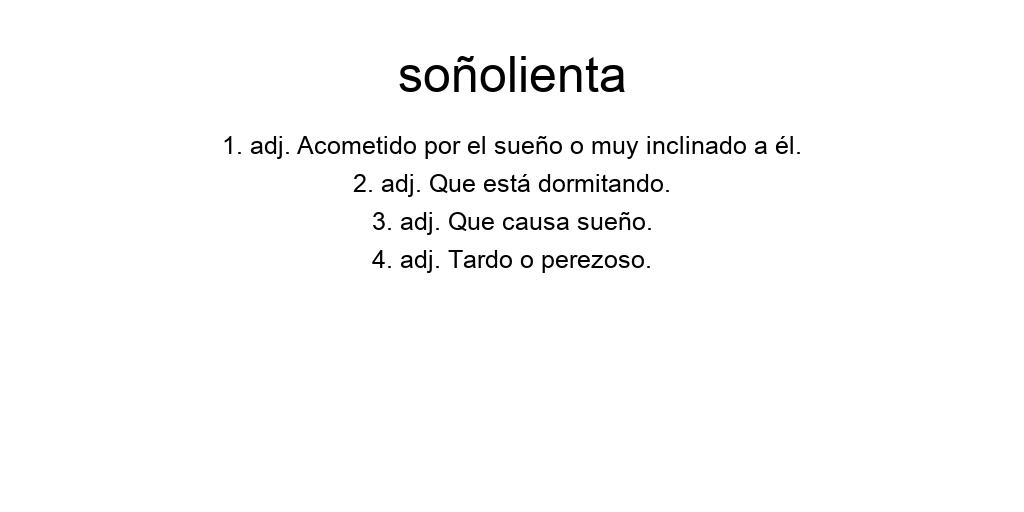 soñolienta
1. adj. Acometido por el sueño o muy inclinado a él.
2. adj. Que está dormitando.
3. adj. Que causa sueño.
4. adj. Tardo o perezoso.